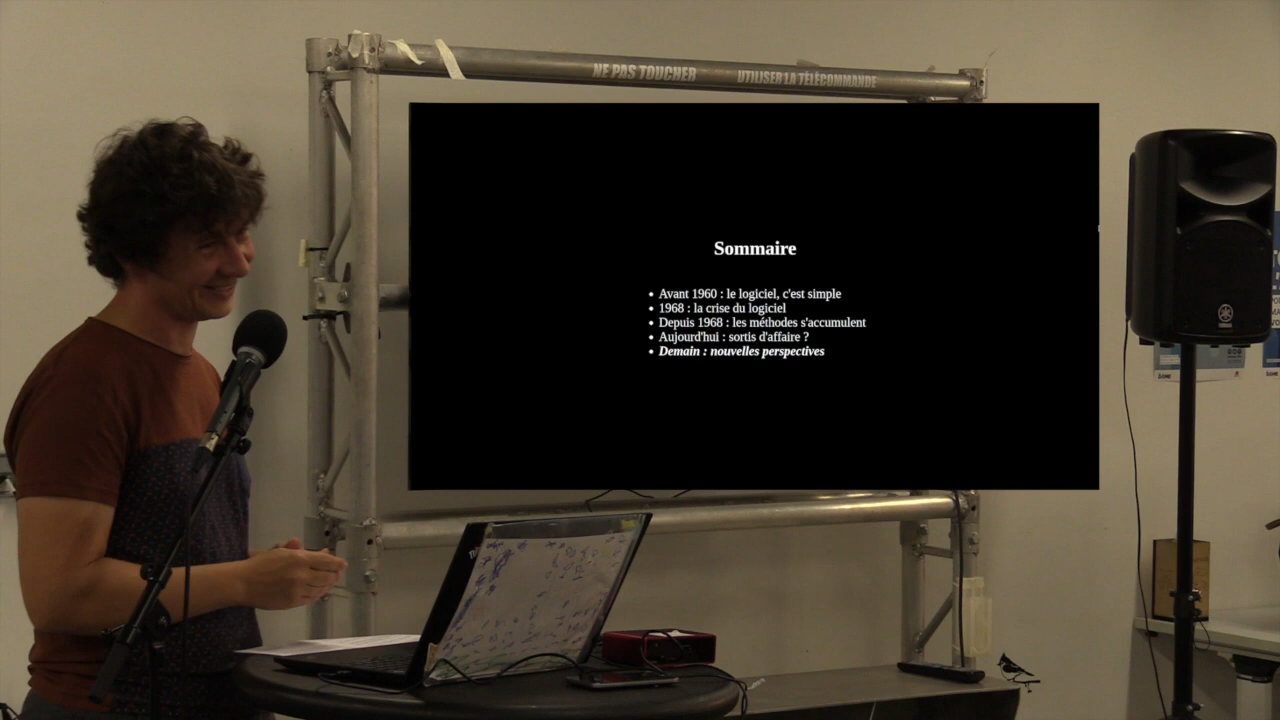 NE PAS TOUCHER UTILISER LA TÉLÉCOMMANDE
Sommaire
Avant 1960 : le logiciel, c'est simple
1968 : la crise du logiciel
Depuis 1968 : les méthodes s'accumulent
Aujourd'hui : sortis d'affaire ?
Demain : nouvelles perspectives
YAMAHA